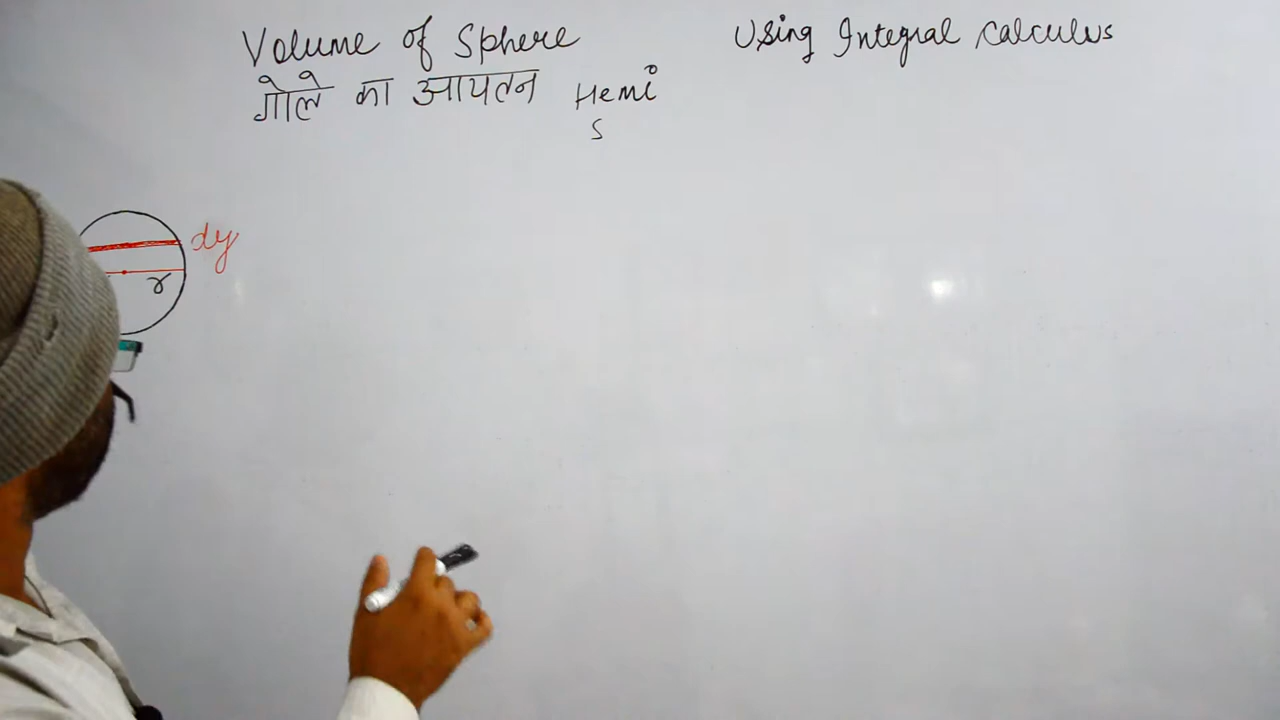 Volume of Sphere
गोले का आयतन
Hemi
S
Using Integral Calculus
dy
r